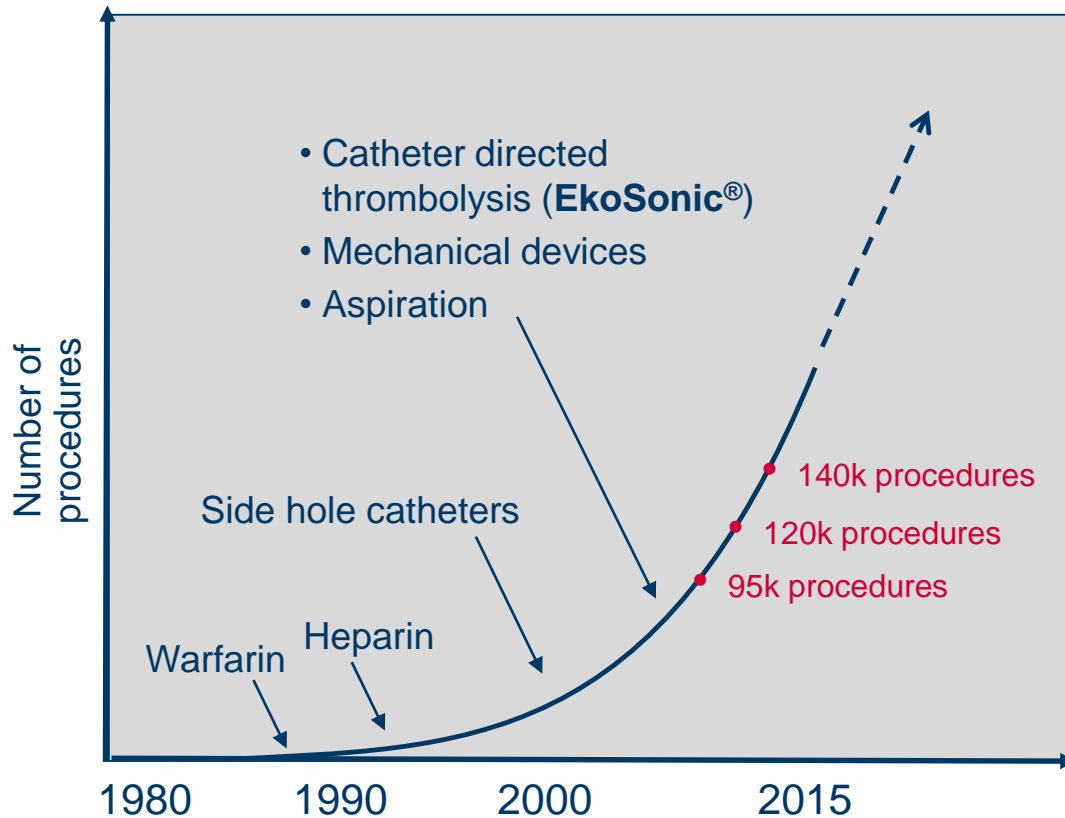 • Catheter directed
thrombolysis (EkoSonic®)
• Mechanical devices
• Aspiration
Number of
procedures
140k procedures
Side hole catheters
120k procedures
95k procedures
Heparin
Warfarin
1980 1990 2000 2015